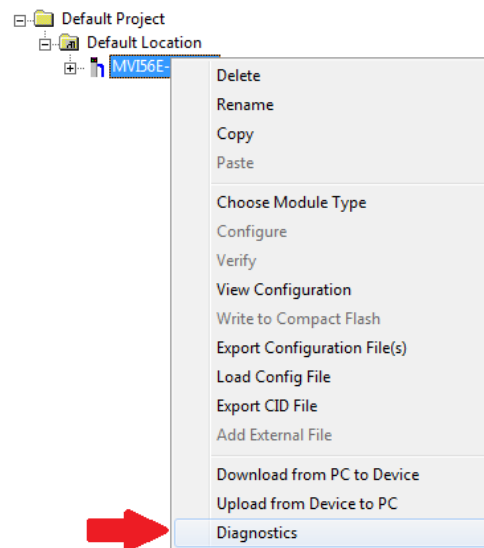 Default Project
Default Location
MVI56E-
Delete
Rename
Copy
Paste
Choose Module Type
Configure
Verify
View Configuration
Write to Compact Flash
Export Configuration File(s)
Load Config File
Export CID File
Add External File
Download from PC to Device
Upload from Device to PC
Diagnostics